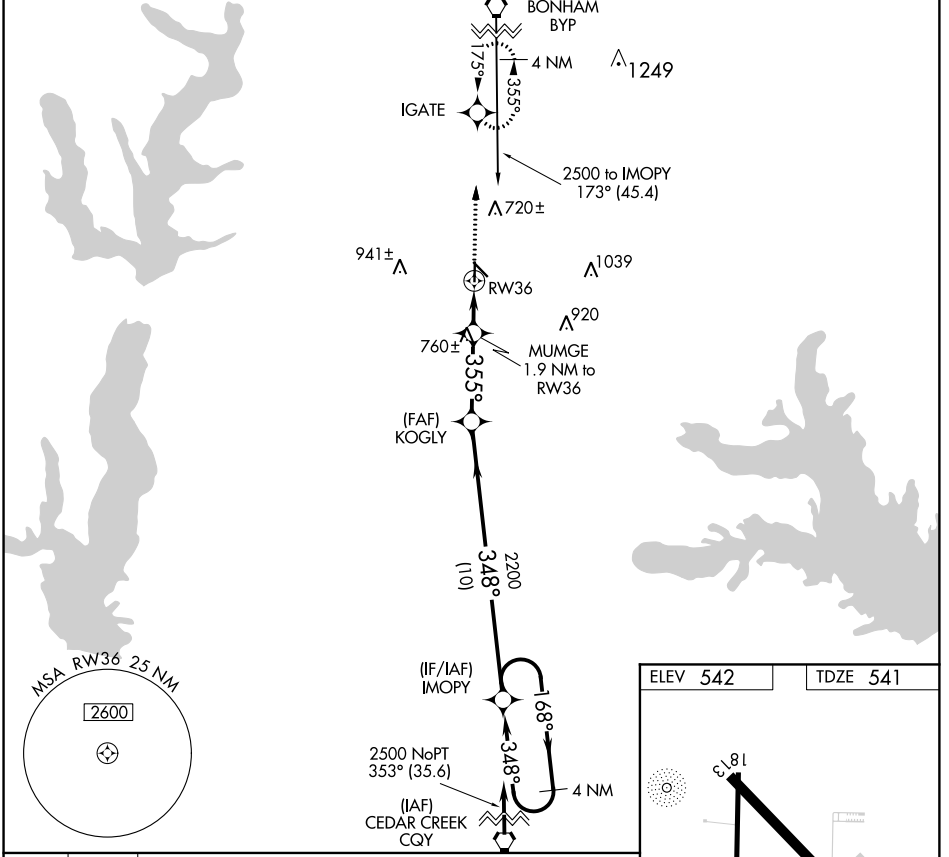 BONHAM
BYP
175°
355°
4 NM
1249
IGATE
2500 to IMOPY
173° (45.4)
720±
941±
1039
RW36
920
760±
MUMGE
1.9 NM to
RW36
355°
(FAF)
KOGLY
2200
348°
(10)
(IF/IAF)
IMOPY
168°
348°
4 NM
2500 NoPT
353° (35.6)
(IAF)
CEDAR CREEK
CQY
MSA RW36 25 NM
2600
ELEV 542
TDZE 541
18
13